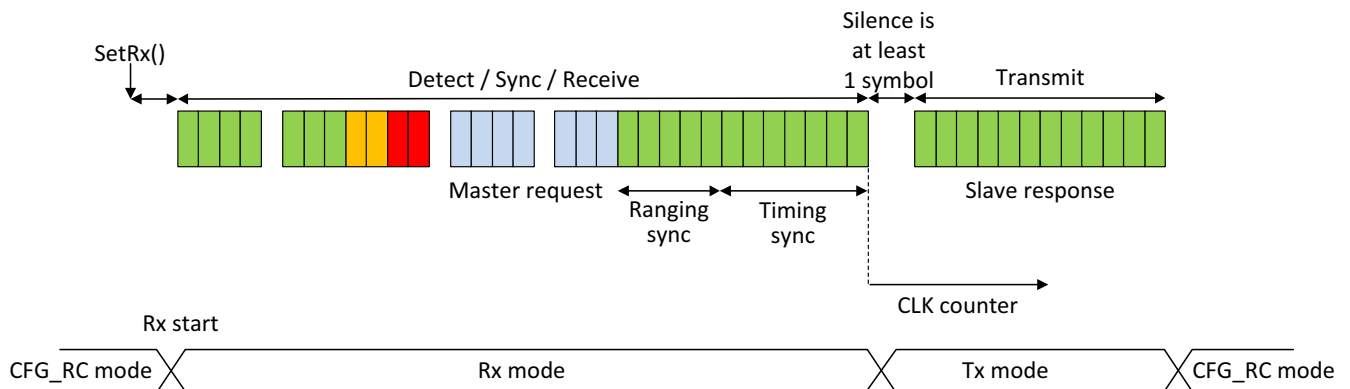 Silence is
at least
1 symbol
SetRx()
Detect / Sync / Receive
Transmit
Master request
Slave response
Ranging
sync
Timing
sync
CLK counter
Rx start
CFG_RC mode
Rx mode
Tx mode
CFG_RC mode